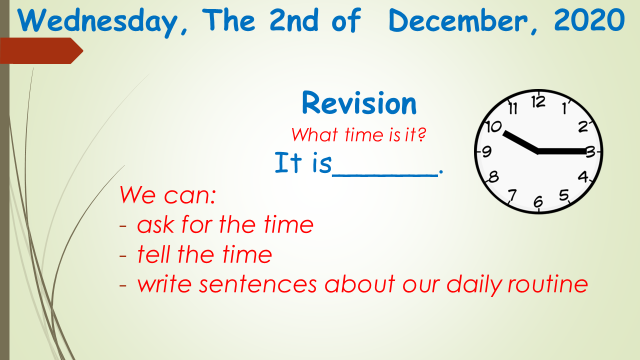 Wednesday, The 2nd of  December, 2020
Revision
What time is it?
It is______.
We can:
- ask for the time
- tell the time
- write sentences about our daily routine
12
11
1
10
2
9
3
8
4
7
5
6